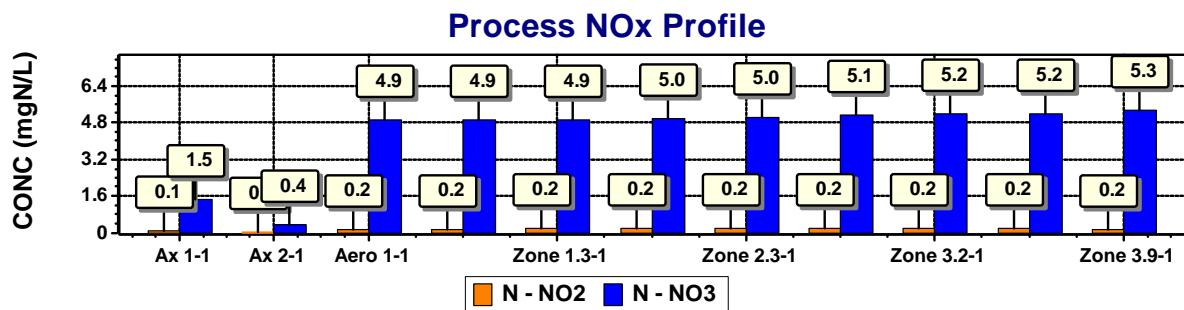 Process NOx Profile
CONC (mgN/L)
6.4
4.8
3.2
1.6
0
4.9 4.9 4.9 5.0 5.0 5.1 5.2 5.2 5.3
1.5
0.1 0. 0.4 0.2 0.2 0.2 0.2 0.2 0.2 0.2 0.2 0.2
Ax 1-1 Ax 2-1 Aero 1-1 Zone 1.3-1 Zone 2.3-1 Zone 3.2-1 Zone 3.9-1
N - NO2 N - NO3